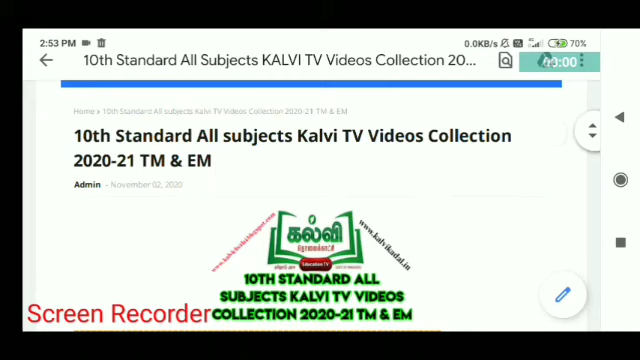 2:53 PM
0.0KB/s
70%
10th Standard All Subjects KALVI TV Videos Collection 20...
00:00
Home » 10th Standard All subjects Kalvi TV Videos Collection 2020-21 TM & EM
10th Standard All subjects Kalvi TV Videos Collection
2020-21 TM & EM
Admin - November 02, 2020
கல்வி
தொலைக்காட்சி
Education TV
www.kalvikadai.in
10TH STANDARD ALL
SUBJECTS KALVI TV VIDEOS
COLLECTION 2020-21 TM & EM
Screen Recorder